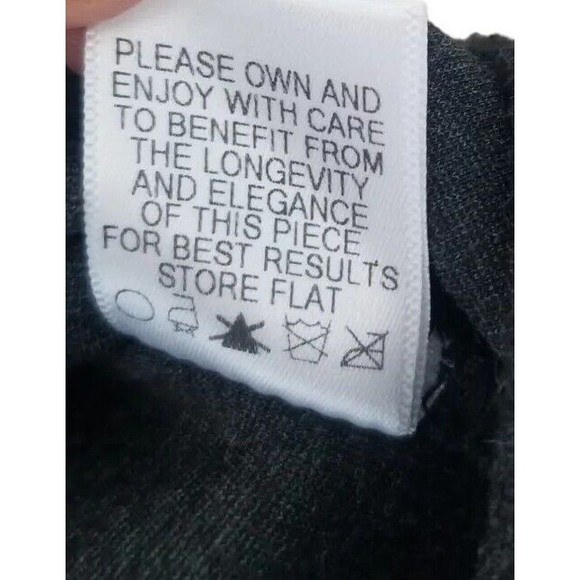 PLEASE OWN AND
ENJOY WITH CARE
TO BENEFIT FROM
THE LONGEVITY
AND ELEGANCE
OF THIS PIECE
FOR BEST RESULTS
STORE FLAT